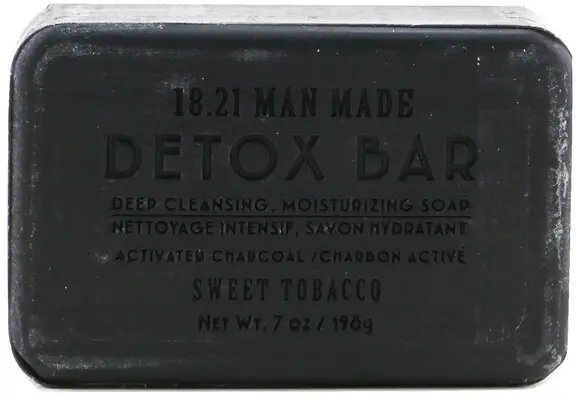 18.21 MAN MADE
DETOX BAR
DEEP CLEANSING, MOISTURIZING SOAP
NETTOYAGE INTENSIF, SAVON HYDRATANT
ACTIVATED CHARCOAL / CHARBON ACTIVÉ
SWEET TOBACCO
NET WT. 7 OZ / 198g